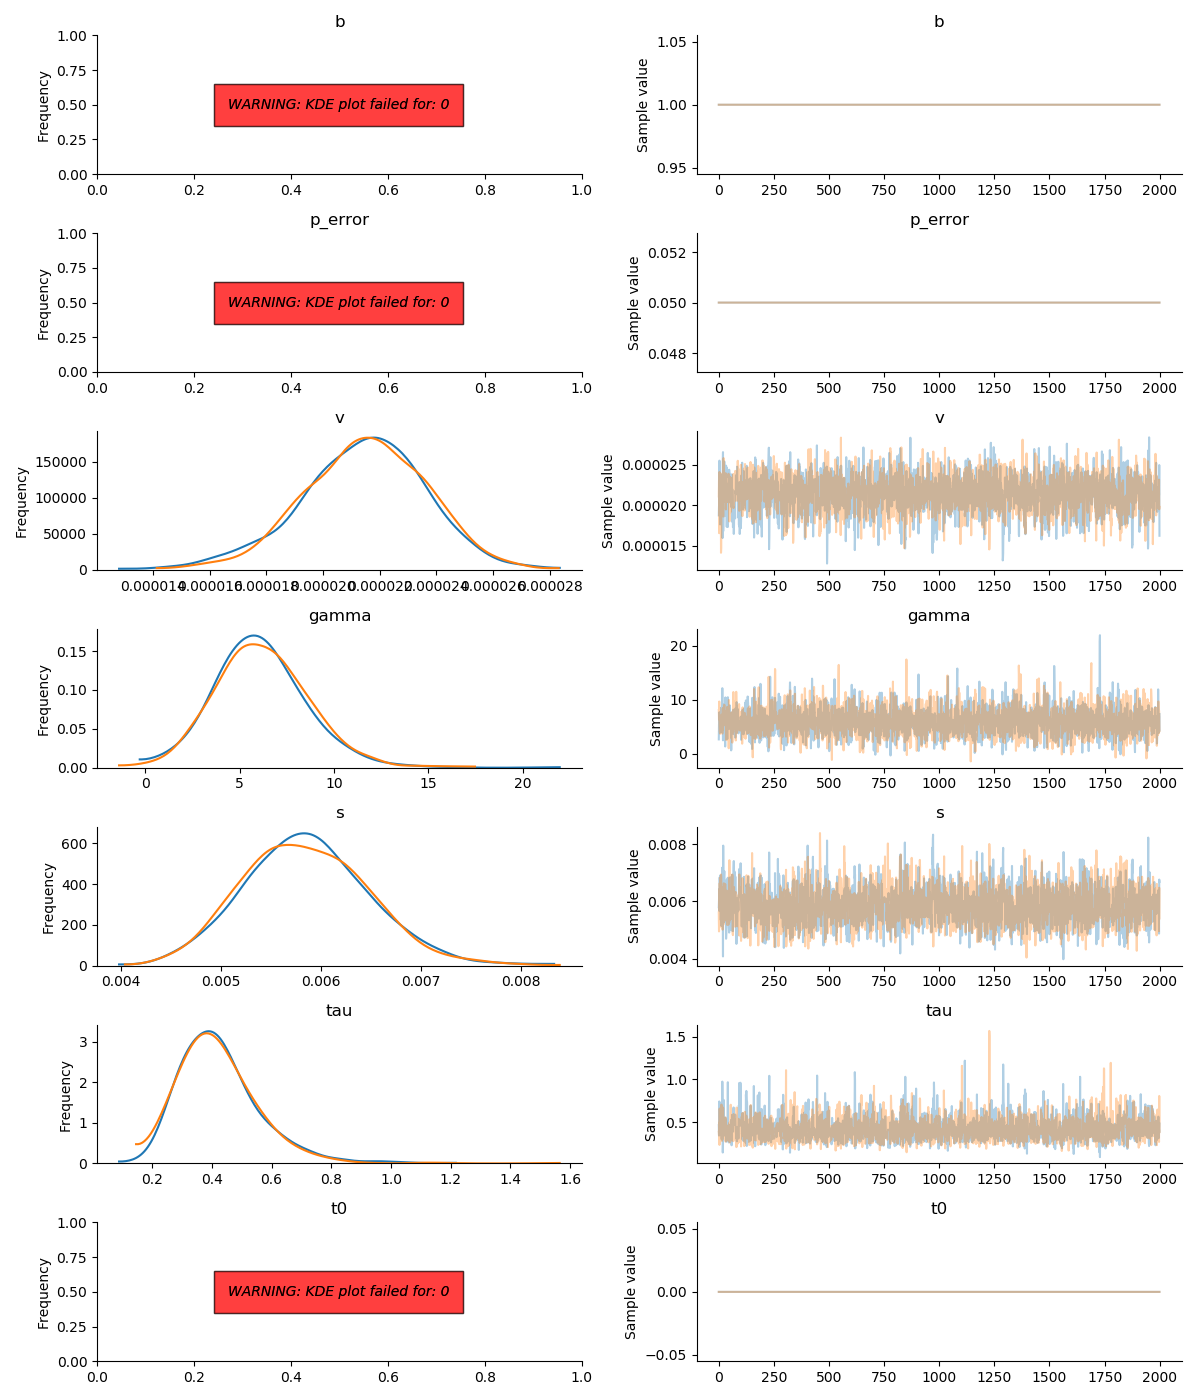 b
b
1.00
0.75
0.50
0.25
0.00
Frequency
WARNING: KDE plot failed for: 0
0.0 0.2 0.4 0.6 0.8 1.0
1.05
1.00
0.95
Sample value
0 250 500 750 1000 1250 1500 1750 2000
p_error
p_error
1.00
0.75
0.50
0.25
0.00
Frequency
WARNING: KDE plot failed for: 0
0.0 0.2 0.4 0.6 0.8 1.0
0.052
0.050
0.048
Sample value
0 250 500 750 1000 1250 1500 1750 2000
v
v
150000
100000
50000
0
Frequency
0.000014 0.000016 0.000018 0.000020 0.000022 0.000024 0.000026 0.000028
0.000025
0.000020
0.000015
Sample value
0 250 500 750 1000 1250 1500 1750 2000
gamma
gamma
0.15
0.10
0.05
0.00
Frequency
0 5 10 15 20
20
10
0
Sample value
0 250 500 750 1000 1250 1500 1750 2000
s
s
600
400
200
0
Frequency
0.004 0.005 0.006 0.007 0.008
0.008
0.006
0.004
Sample value
0 250 500 750 1000 1250 1500 1750 2000
tau
tau
3
2
1
0
Frequency
0.2 0.4 0.6 0.8 1.0 1.2 1.4 1.6
1.5
1.0
0.5
Sample value
0 250 500 750 1000 1250 1500 1750 2000
t0
t0
1.00
0.75
0.50
0.25
0.00
Frequency
WARNING: KDE plot failed for: 0
0.0 0.2 0.4 0.6 0.8 1.0
0.05
0.00
−0.05
Sample value
0 250 500 750 1000 1250 1500 1750 2000